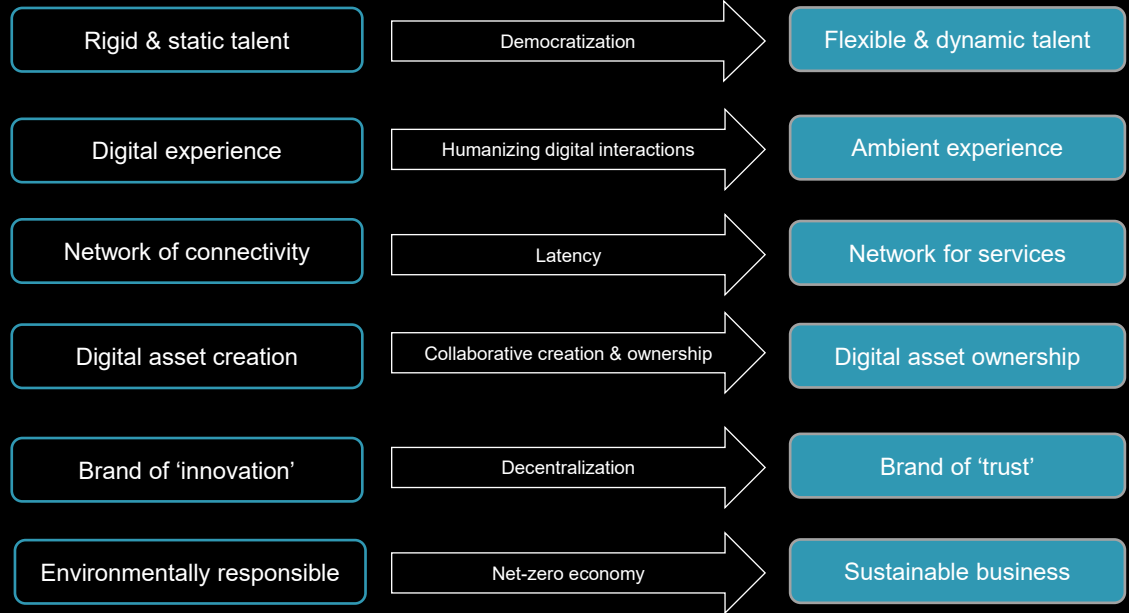 Rigid & static talent
Democratization
Flexible & dynamic talent
Digital experience
Humanizing digital interactions
Ambient experience
Network of connectivity
Latency
Network for services
Digital asset creation
Collaborative creation & ownership
Digital asset ownership
Brand of ‘innovation’
Decentralization
Brand of ‘trust’
Environmentally responsible
Net-zero economy
Sustainable business